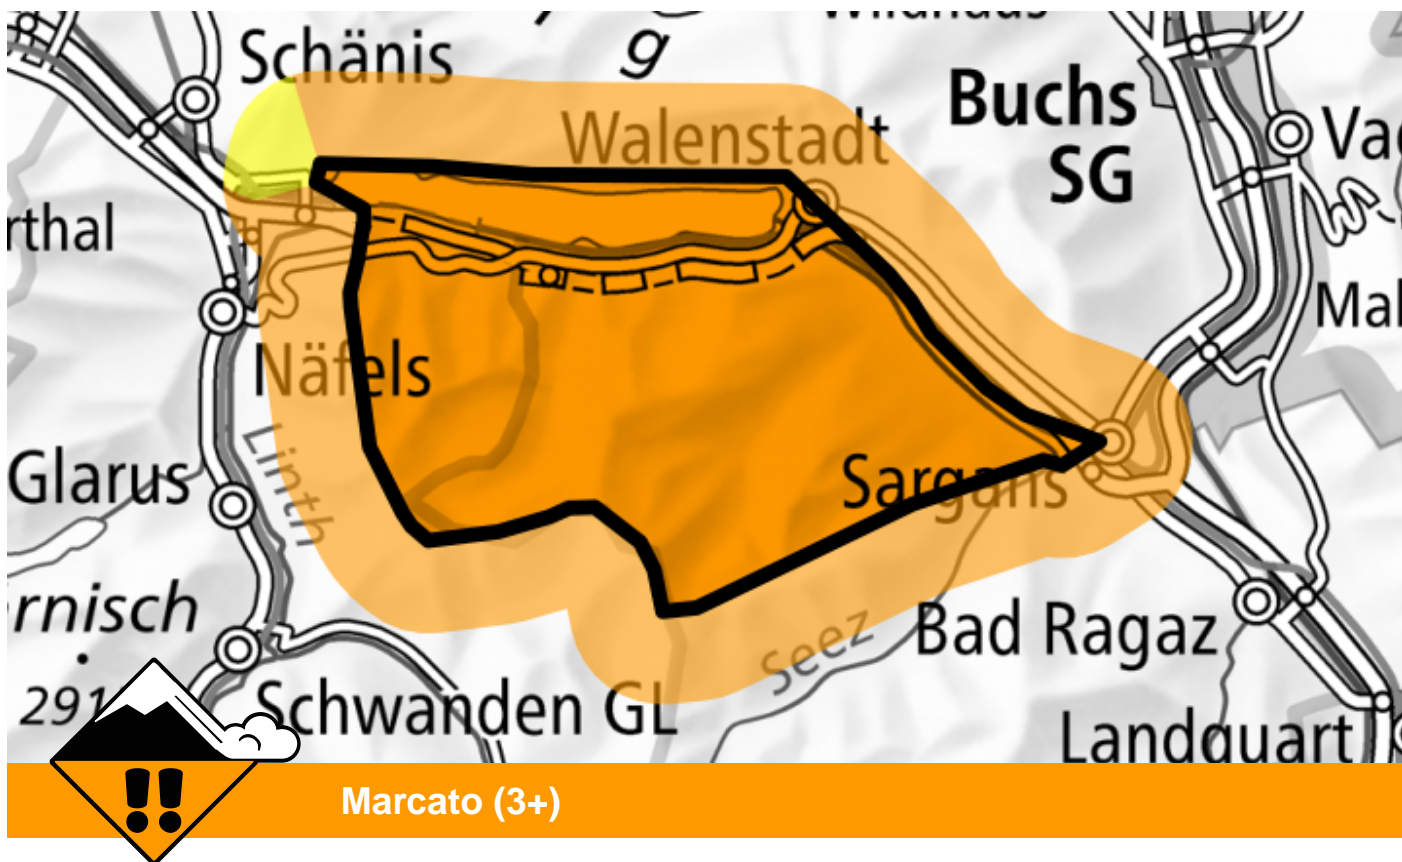 Schänis
g
Walenstadt
Buchs
SG
rthal
Näfels
Glarus
Linth
Sargans
rnisch
291
Seez
Bad Ragaz
Schwanden GL
Landquart
Marcato (3+)